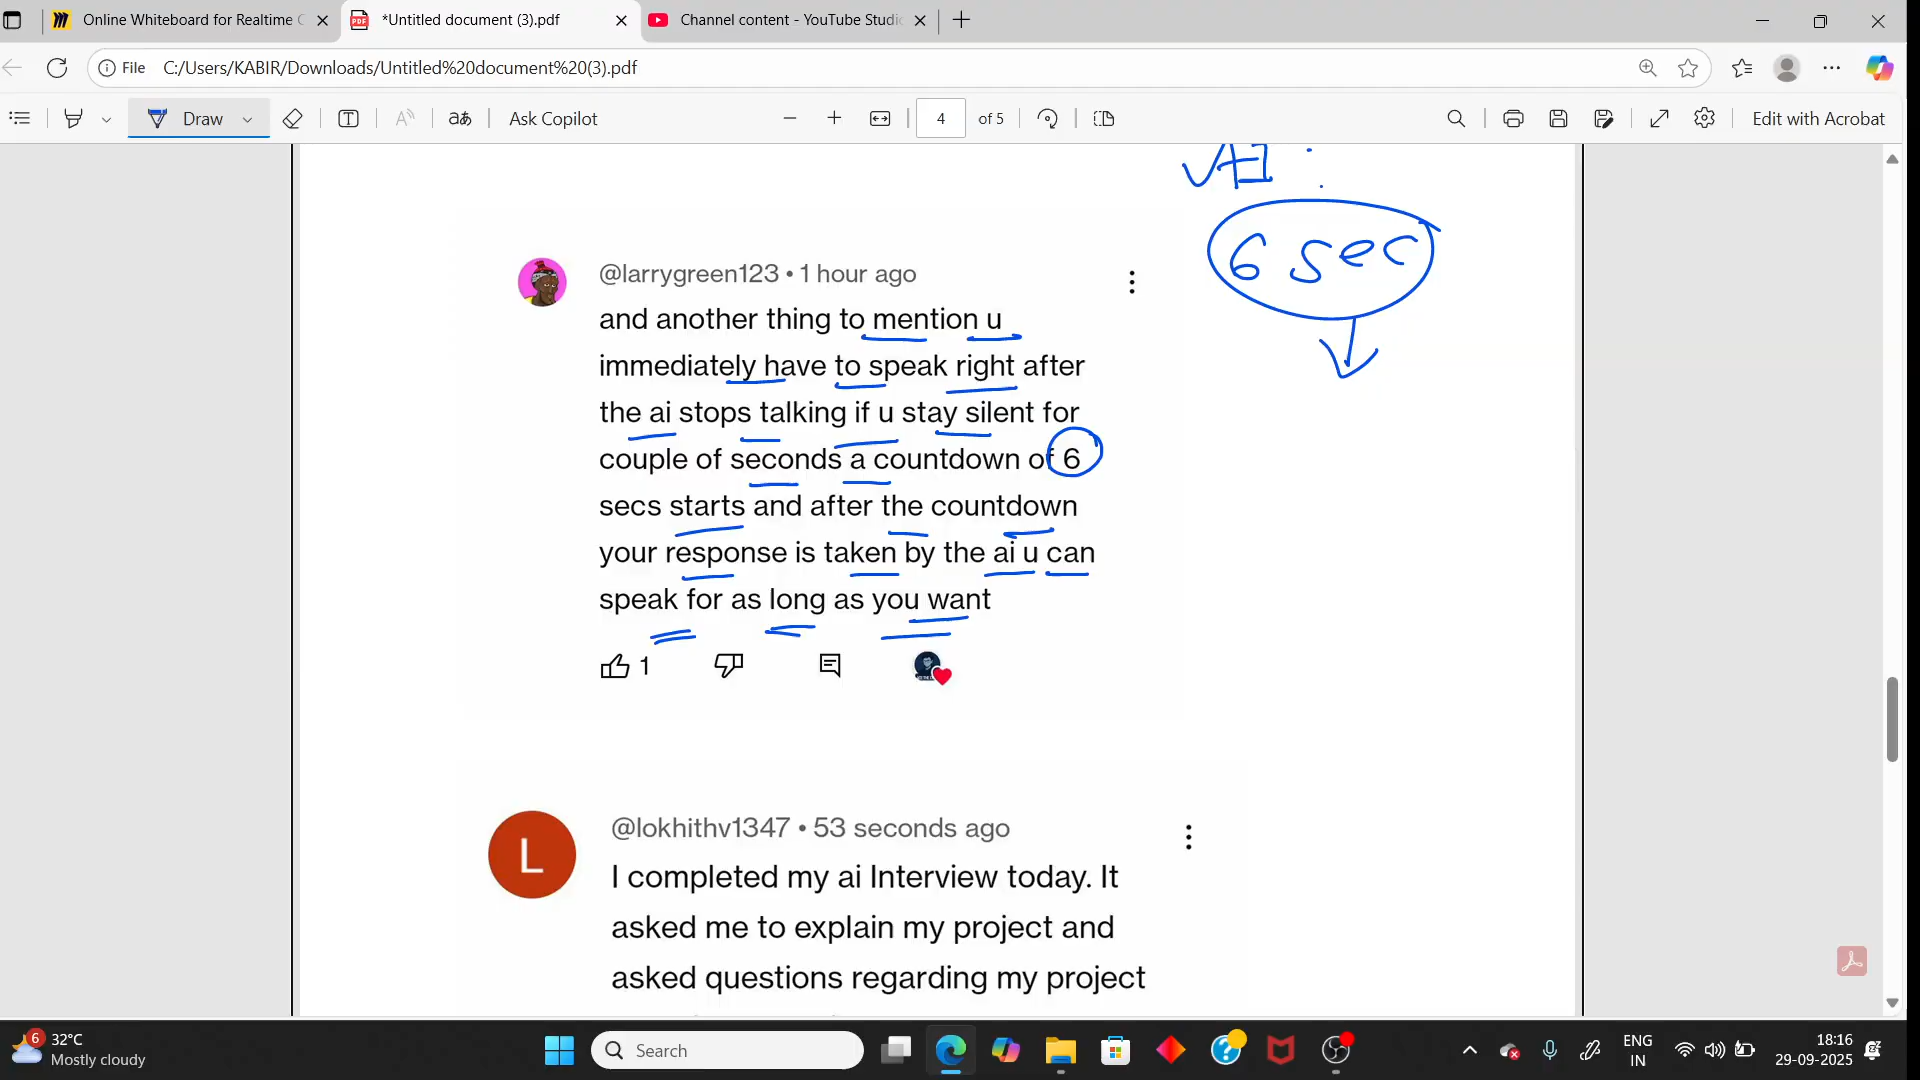 Online Whiteboard for Realtime C
*Untitled document (3).pdf
Channel content - YouTube Studio
File C:/Users/KABIR/Downloads/Untitled%20document%20(3).pdf
Draw
aあ
Ask Copilot
4 of 5
Edit with Acrobat
AI :
6 sec
@larrygreen123 • 1 hour ago
and another thing to mention u
immediately have to speak right after
the ai stops talking if u stay silent for
couple of seconds a countdown of 6
secs starts and after the countdown
your response is taken by the ai u can
speak for as long as you want
1
L
@lokhithv1347 • 53 seconds ago
I completed my ai Interview today. It
asked me to explain my project and
asked questions regarding my project
6
32°C
Mostly cloudy
Search
ENG
IN
18:16
29-09-2025